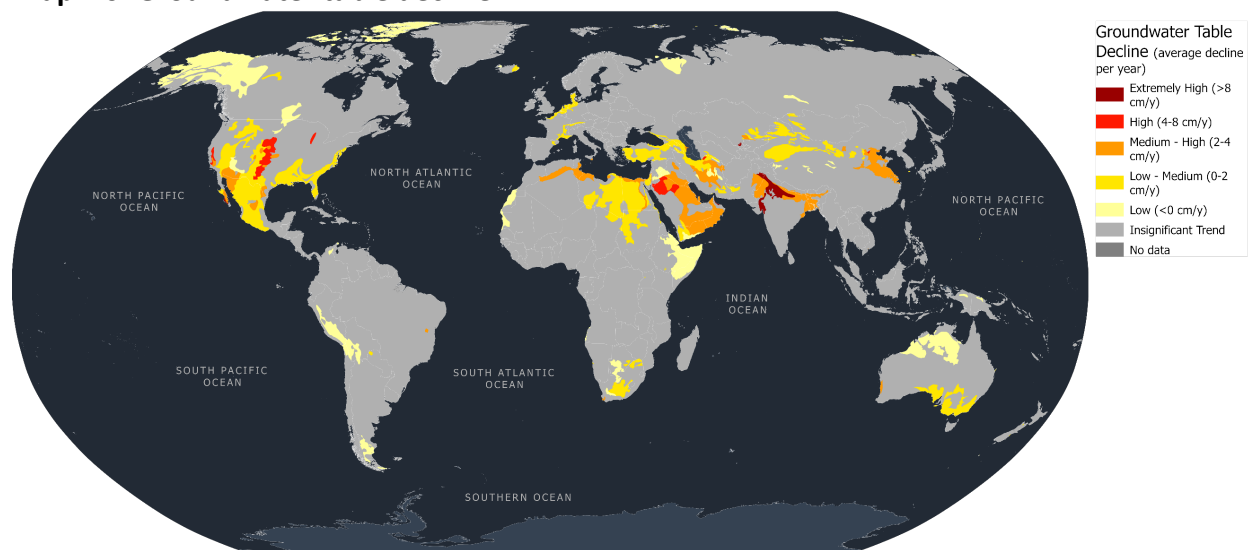 NORTH PACIFIC
OCEAN
NORTH ATLANTIC
OCEAN
NORTH PACIFIC
OCEAN
INDIAN
OCEAN
SOUTH PACIFIC
OCEAN
SOUTH ATLANTIC
OCEAN
SOUTHERN OCEAN
Groundwater Table
Decline (average decline
per year)
Extremely High (>8
cm/y)
High (4-8 cm/y)
Medium - High (2-4
cm/y)
Low - Medium (0-2
cm/y)
Low (<0 cm/y)
Insignificant Trend
No data